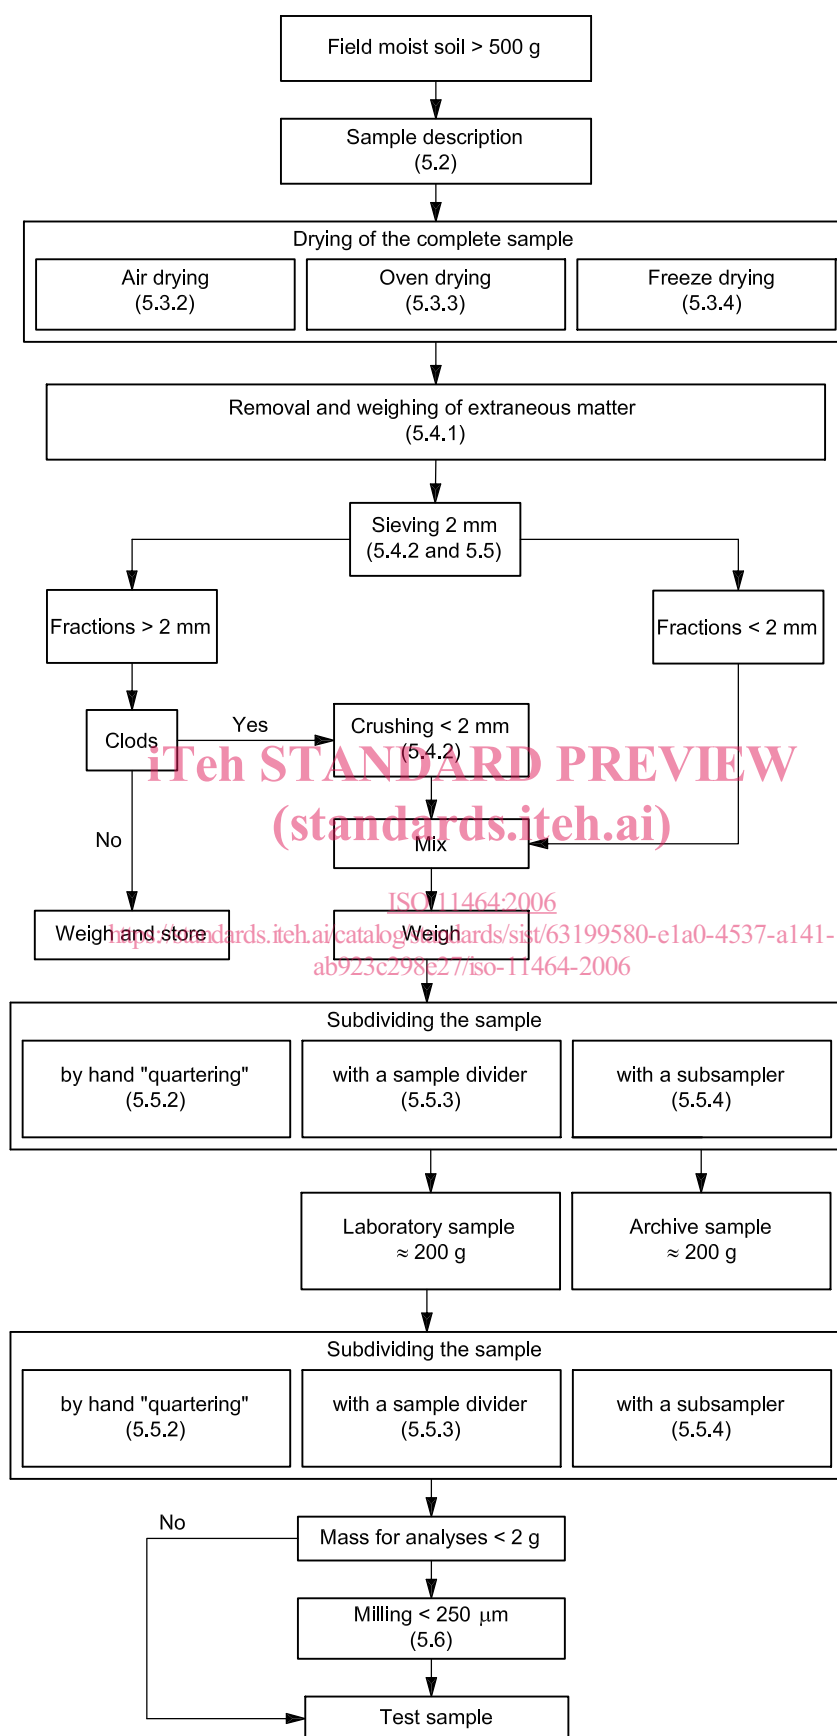 Field moist soil > 500 g
Sample description
(5.2)
Drying of the complete sample
Air drying
(5.3.2)
Oven drying
(5.3.3)
Freeze drying
(5.3.4)
Removal and weighing of extraneous matter
(5.4.1)
Sieving 2 mm
(5.4.2 and 5.5)
Fractions > 2 mm
Fractions < 2 mm
Clods
Yes
Crushing < 2 mm
(5.4.2)
iTeh STANDARD PREVIEW
(standards.iteh.ai)
No
Mix
ISO 11464:2006
Weigh and store
Weigh
https://standards.iteh.ai/catalog/standards/sist/63199580-e1a0-4537-a141-
ab923c298e27/iso-11464-2006
Subdividing the sample
by hand "quartering"
(5.5.2)
with a sample divider
(5.5.3)
with a subsampler
(5.5.4)
Laboratory sample
≈ 200 g
Archive sample
≈ 200 g
Subdividing the sample
by hand "quartering"
(5.5.2)
with a sample divider
(5.5.3)
with a subsampler
(5.5.4)
No
Mass for analyses < 2 g
Milling < 250 μm
(5.6)
Test sample